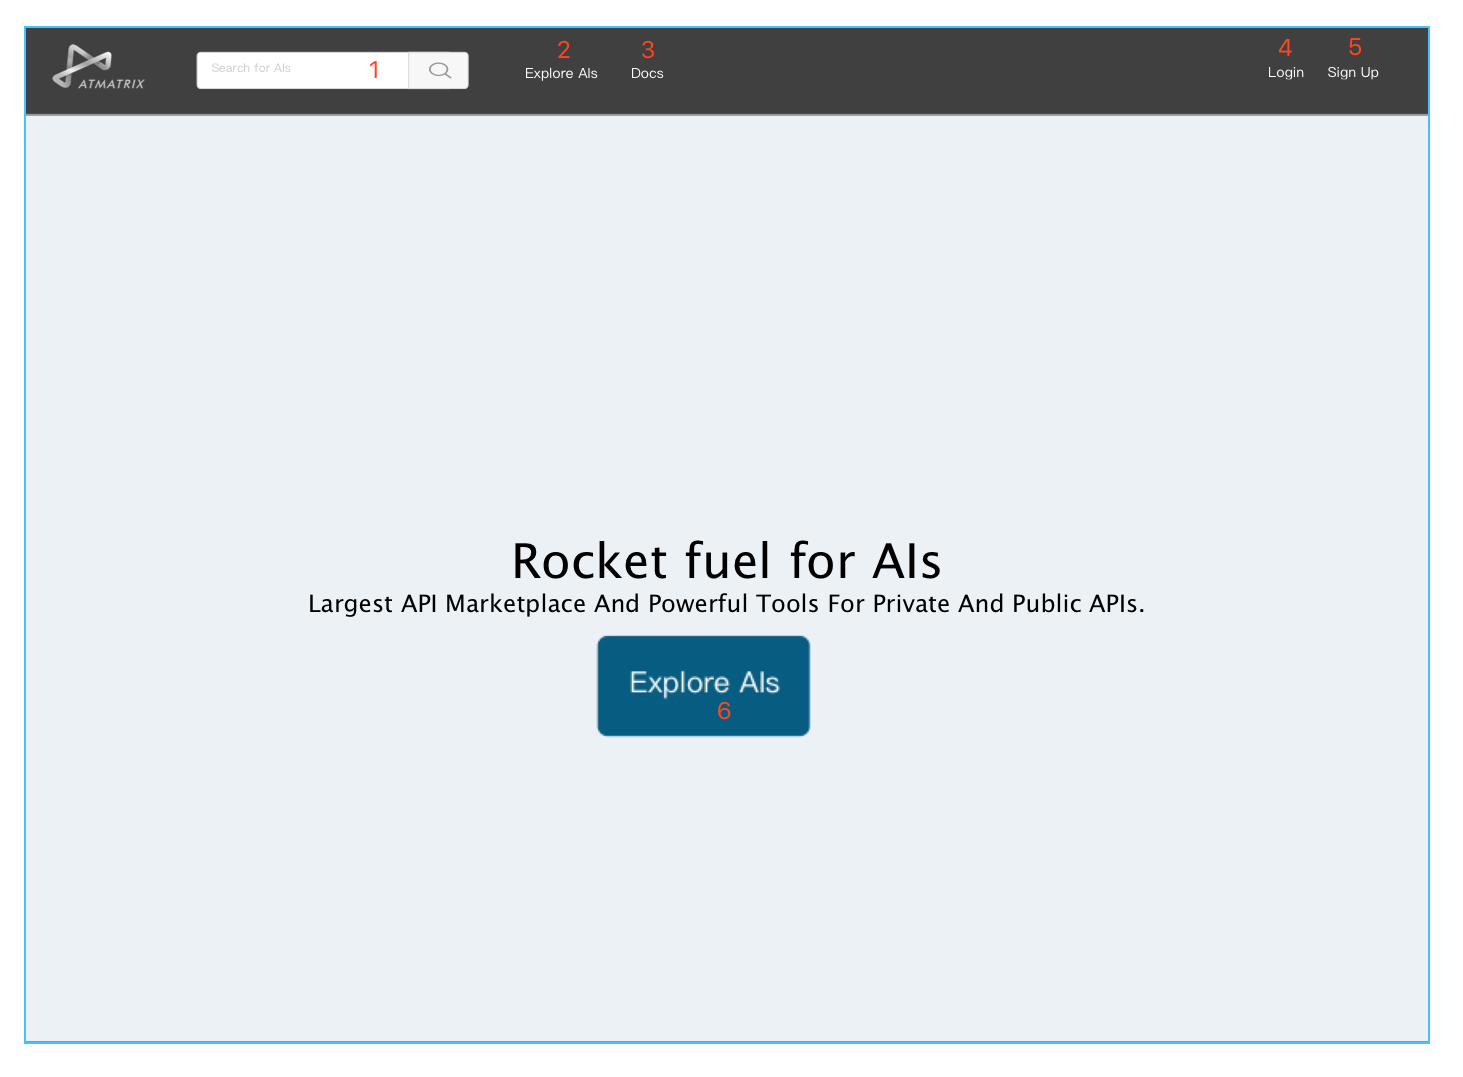 ATMATRIX
Search for AIs 1
2
Explore AIs
3
Docs
4
Login
5
Sign Up
Rocket fuel for AIs
Largest API Marketplace And Powerful Tools For Private And Public APIs.
Explore AIs
6